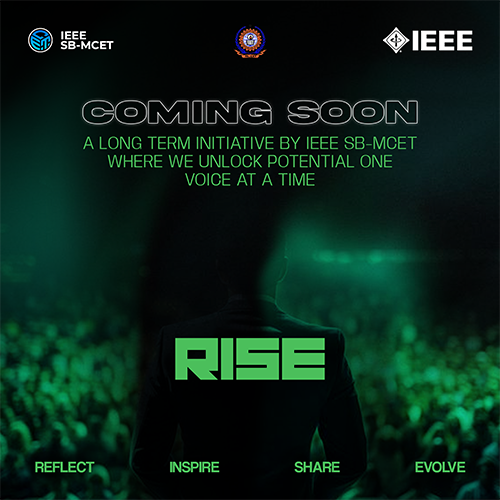 IEEE
SB-MCET
IEEE
COMING SOON
A LONG TERM INITIATIVE BY IEEE SB-MCET
WHERE WE UNLOCK POTENTIAL ONE
VOICE AT A TIME
RISE
REFLECT
INSPIRE
SHARE
EVOLVE